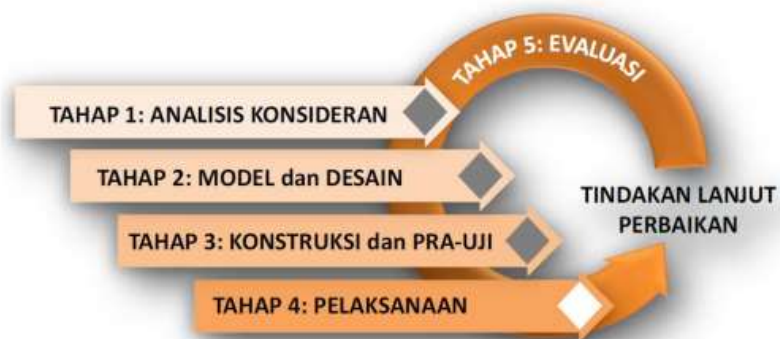 TAHAP 5: EVALUASI
TAHAP 1: ANALISIS KONSIDERAN
TAHAP 2: MODEL dan DESAIN
TAHAP 3: KONSTRUKSI dan PRA-UJI
TAHAP 4: PELAKSANAAN
TINDAKAN LANJUT
PERBAIKAN